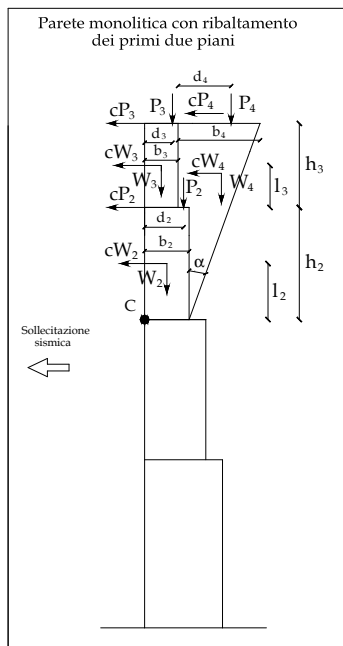 Parete monolitica con ribaltamento
dei primi due piani
d4
P3 cP4 P4
cP3
d3 b4
cW3 b3 cW4
W3 P2 W4 l3 h3
cP2
d2
b2
cW2 α h2
W2 l2
C
Sollecitazione
sismica